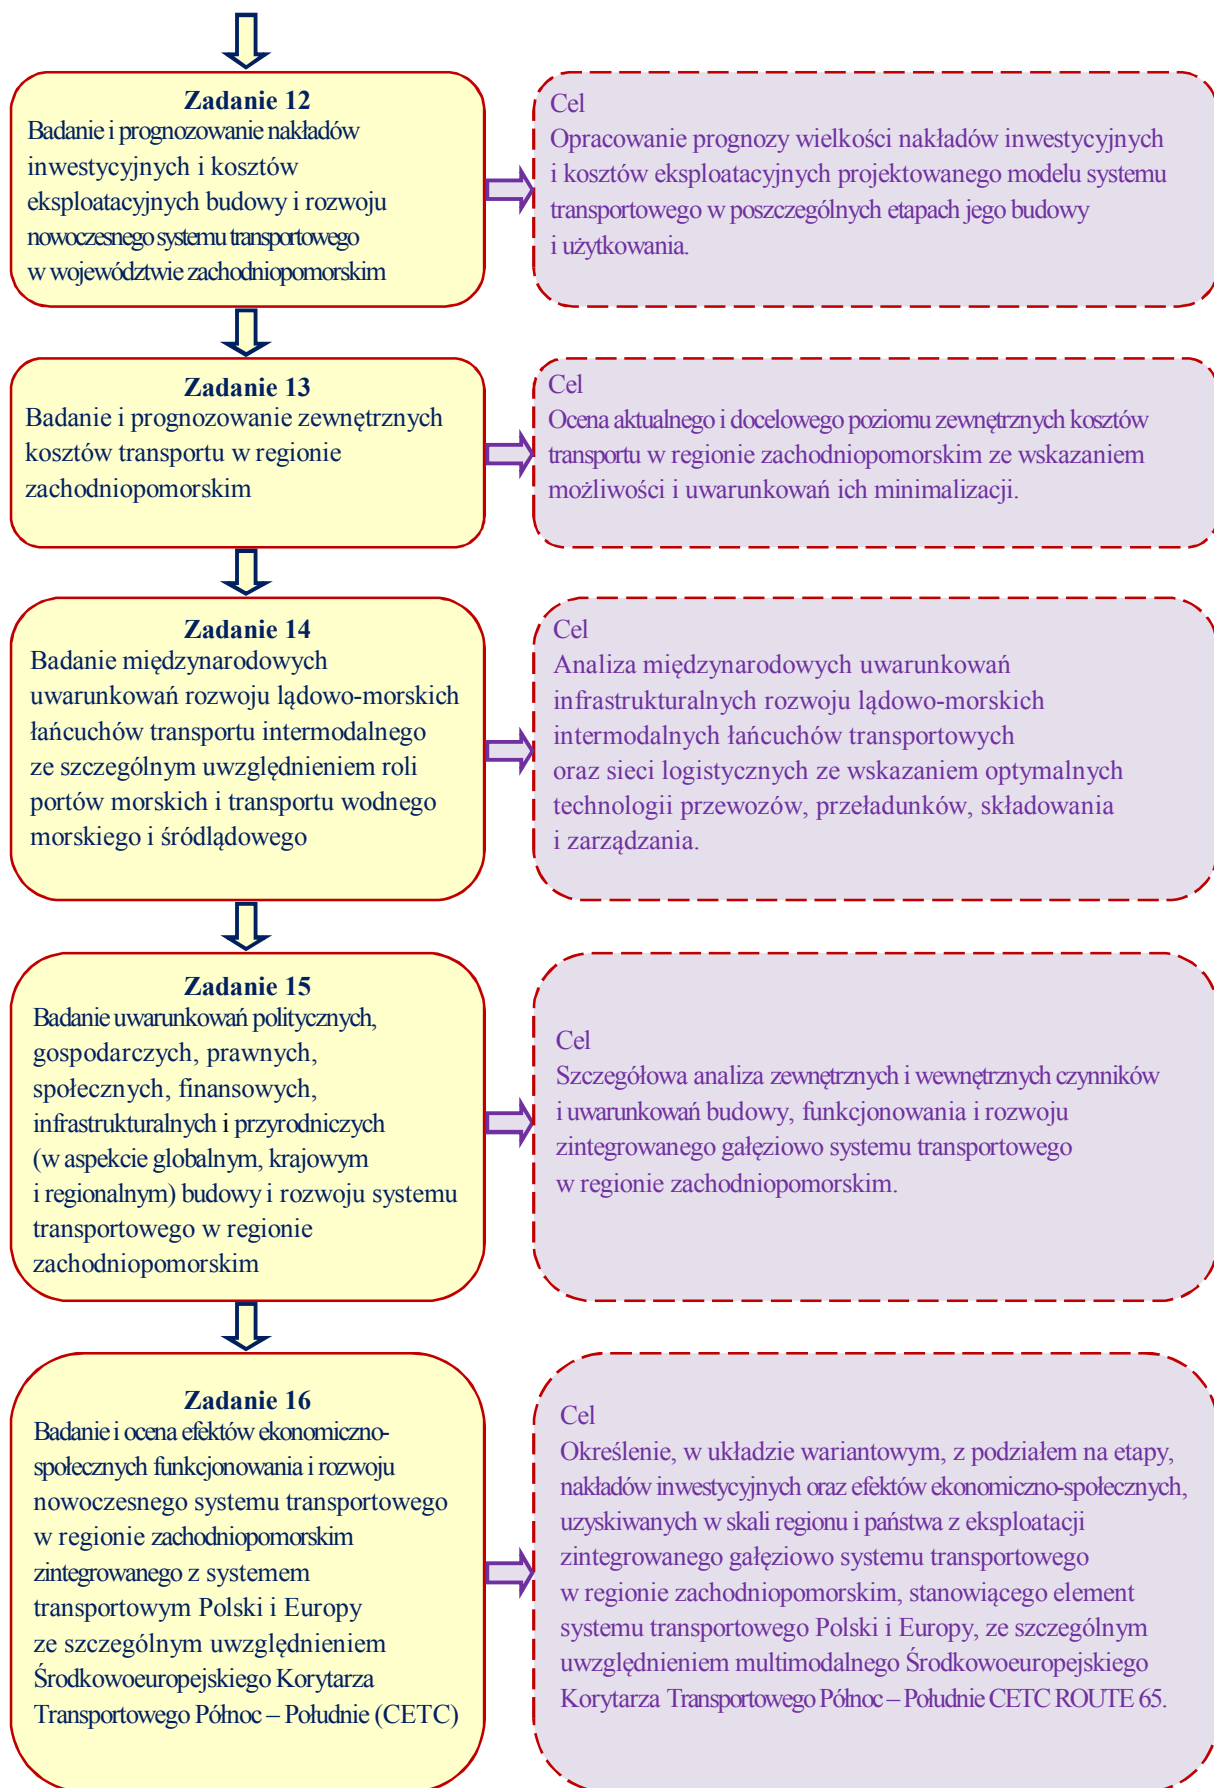 Zadanie 12
Badanie i prognozowanie nakładów
inwestycyjnych i kosztów
eksploatacyjnych budowy i rozwoju
nowoczesnego systemu transportowego
w województwie zachodniopomorskim
Cel
Opracowanie prognozy wielkości nakładów inwestycyjnych
i kosztów eksploatacyjnych projektowanego modelu systemu
transportowego w poszczególnych etapach jego budowy
i użytkowania.
Zadanie 13
Badanie i prognozowanie zewnętrznych
kosztów transportu w regionie
zachodniopomorskim
Cel
Ocena aktualnego i docelowego poziomu zewnętrznych kosztów
transportu w regionie zachodniopomorskim ze wskazaniem
możliwości i uwarunkowań ich minimalizacji.
Zadanie 14
Badanie międzynarodowych
uwarunkowań rozwoju lądowo-morskich
łańcuchów transportu intermodalnego
ze szczególnym uwzględnieniem roli
portów morskich i transportu wodnego
morskiego i śródlądowego
Cel
Analiza międzynarodowych uwarunkowań
infrastrukturalnych rozwoju lądowo-morskich
intermodalnych łańcuchów transportowych
oraz sieci logistycznych ze wskazaniem optymalnych
technologii przewozów, przeładunków, składowania
i zarządzania.
Zadanie 15
Badanie uwarunkowań politycznych,
gospodarczych, prawnych,
społecznych, finansowych,
infrastrukturalnych i przyrodniczych
(w aspekcie globalnym, krajowym
i regionalnym) budowy i rozwoju systemu
transportowego w regionie
zachodniopomorskim
Cel
Szczegółowa analiza zewnętrznych i wewnętrznych czynników
i uwarunkowań budowy, funkcjonowania i rozwoju
zintegrowanego gałęziowo systemu transportowego
w regionie zachodniopomorskim.
Zadanie 16
Badanie i ocena efektów ekonomiczno-
społecznych funkcjonowania i rozwoju
nowoczesnego systemu transportowego
w regionie zachodniopomorskim
zintegrowanego z systemem
transportowym Polski i Europy
ze szczególnym uwzględnieniem
Środkowoeuropejskiego Korytarza
Transportowego Północ – Południe (CETC)
Cel
Określenie, w układzie wariantowym, z podziałem na etapy,
nakładów inwestycyjnych oraz efektów ekonomiczno-społecznych,
uzyskiwanych w skali regionu i państwa z eksploatacji
zintegrowanego gałęziowo systemu transportowego
w regionie zachodniopomorskim, stanowiącego element
systemu transportowego Polski i Europy, ze szczególnym
uwzględnieniem multimodalnego Środkowoeuropejskiego
Korytarza Transportowego Północ – Południe CETC ROUTE 65.